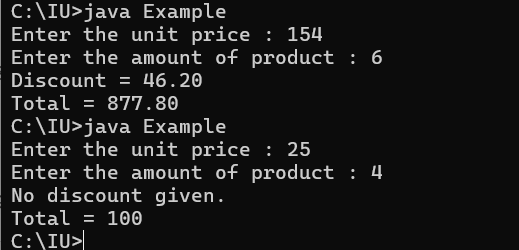 C:\IU>java Example
Enter the unit price : 154
Enter the amount of product : 6
Discount = 46.20
Total = 877.80
C:\IU>java Example
Enter the unit price : 25
Enter the amount of product : 4
No discount given.
Total = 100
C:\IU>